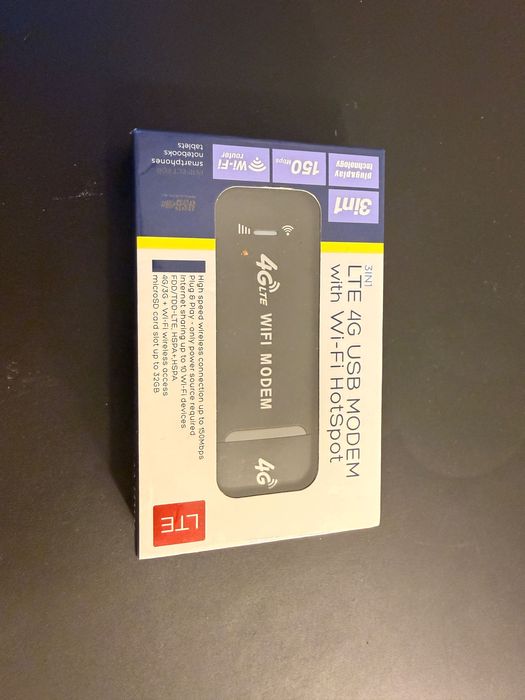 3IN1
LTE 4G USB MODEM
with Wi-Fi HotSpot
3in1
plug&play
technology
150 Mbps
Wi-Fi
router
PERFECT FOR
smartphones
notebooks
tablets
4G LTE WIFI MODEM
4G
High speed wireless connection up to 150Mbps
Plug & Play - only power source required
Internet sharing up to 10 Wi-Fi devices
FDD/TDD-LTE, HSPA+,HSPA
4G/3G + Wi-Fi wireless access
microSD card slot up to 32GB
LTE